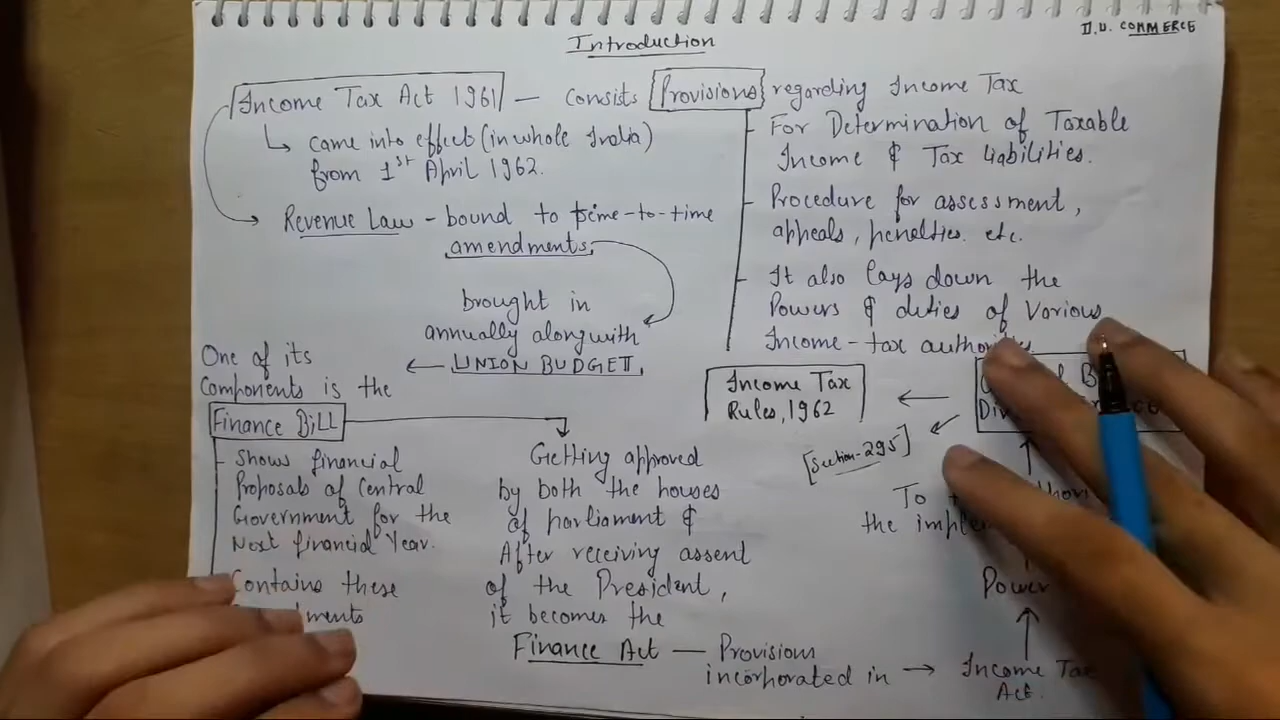 Introduction
D.U. COMMERCE
Income Tax Act 1961 — consists Provisions regarding Income Tax
came into effect (in whole India)
from 1st April 1962.
Revenue Law - bound to time-to-time
amendments.
brought in
annually alongwith
UNION BUDGET.
For Determination of Taxable
Income & Tax Liabilities.
Procedure for assessment,
appeals, penalties. etc.
It also lays down the
Powers & duties of Various
Income-tax
One of its
Components is the
Finance Bill
Shows financial
Proposals of Central
Government for the
Next financial Year.
Contains these
Getting approved
by both the houses
of parliament &
After receiving assent
of the President,
it becomes the
Finance Act — Provisions
incorporated in →
Income Tax
Act.
Power
To
the
Income Tax
Rules, 1962
[Section-295]